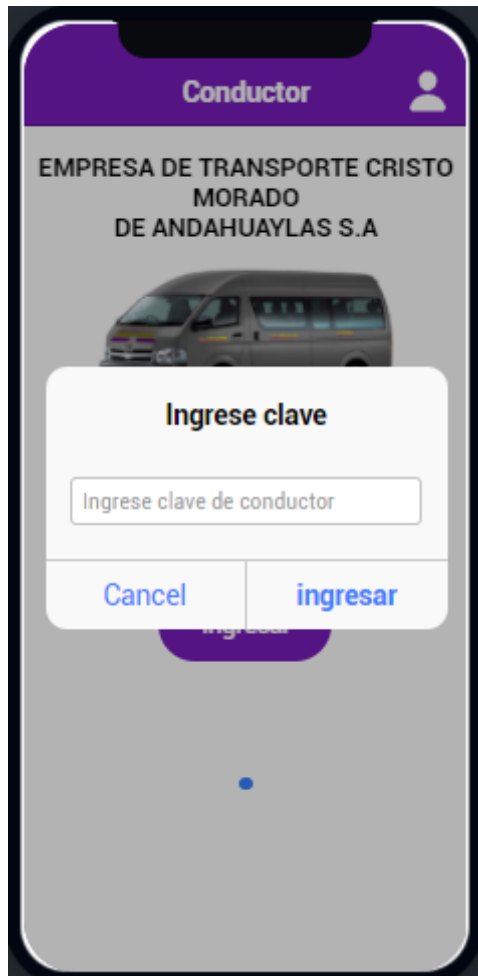 Conductor
EMPRESA DE TRANSPORTE CRISTO
MORADO
DE ANDAHUAYLAS S.A
Ingrese clave
Ingrese clave de conductor
Cancel
ingresar